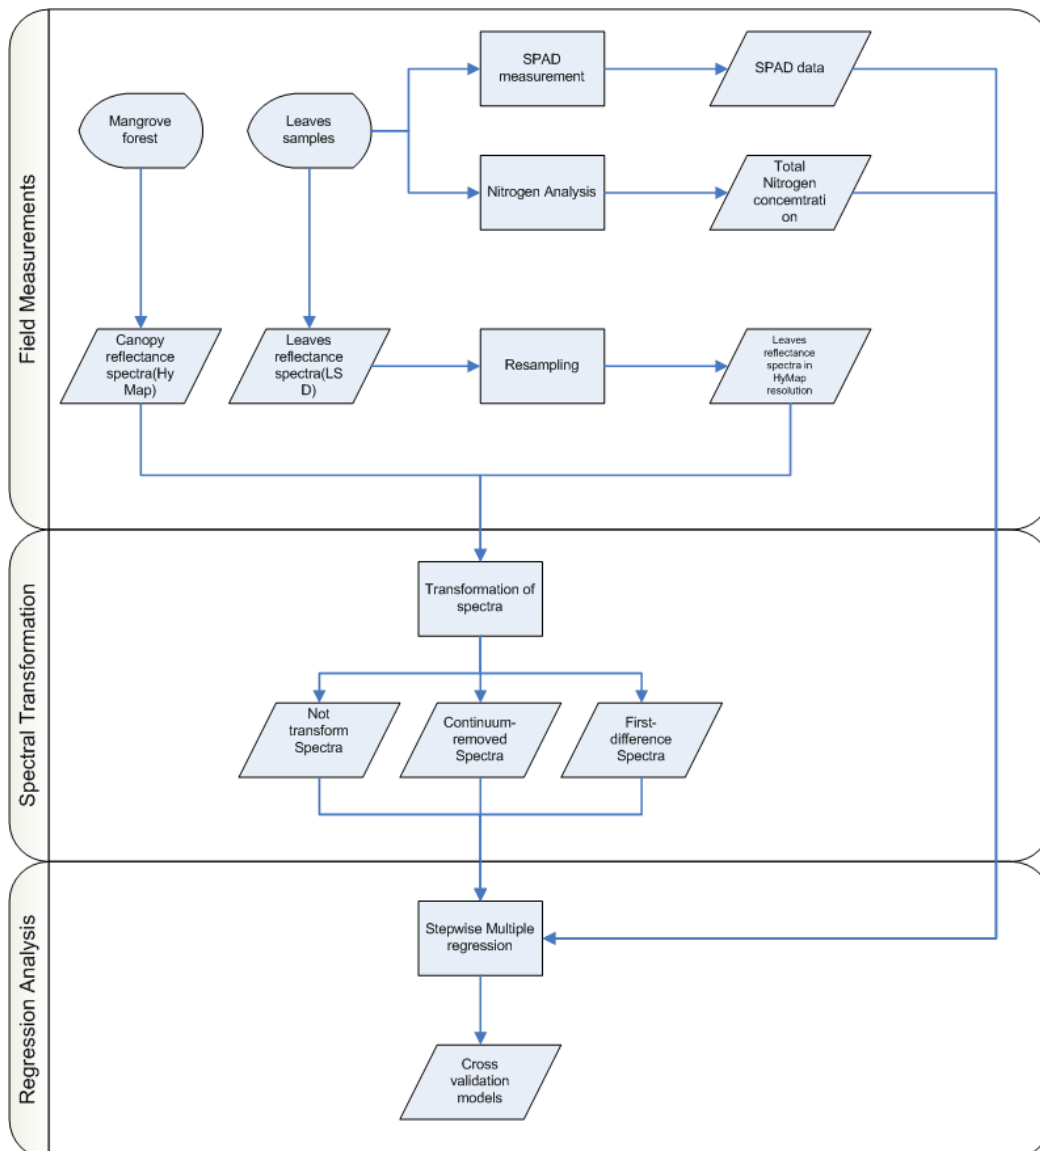 Field Measurements
SPAD
measurement
SPAD data
Mangrove
forest
Leaves
samples
Nitrogen Analysis
Total
Nitrogen
concemtrati
on
Canopy
reflectance
spectra(Hy
Map)
Leaves
reflectance
spectra(LS
D)
Resampling
Leaves
reflectance
spectra in
HyMap
resolution
Spectral Transformation
Transformation of
spectra
Not
transform
Spectra
Continuum-
removed
Spectra
First-
difference
Spectra
Regression Analysis
Stepwise Multiple
regression
Cross
validation
models